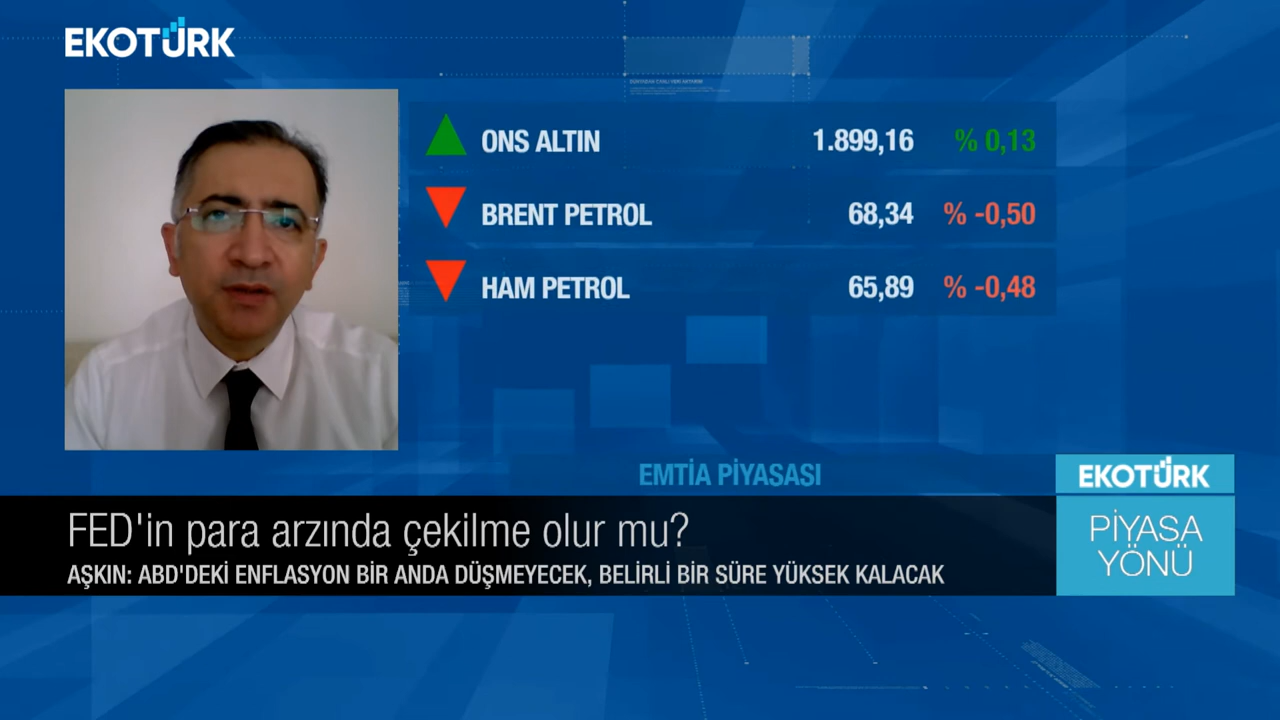 EKOTÜRK
ONS ALTIN 1.899,16 % 0,13
BRENT PETROL 68,34 % -0,50
HAM PETROL 65,89 % -0,48
EMTİA PİYASASI
EKOTÜRK
PİYASA
YÖNÜ
FED'in para arzında çekilme olur mu?
AŞKIN: ABD'DEKİ ENFLASYON BİR ANDA DÜŞMEYECEK, BELİRLİ BİR SÜRE YÜKSEK KALACAK